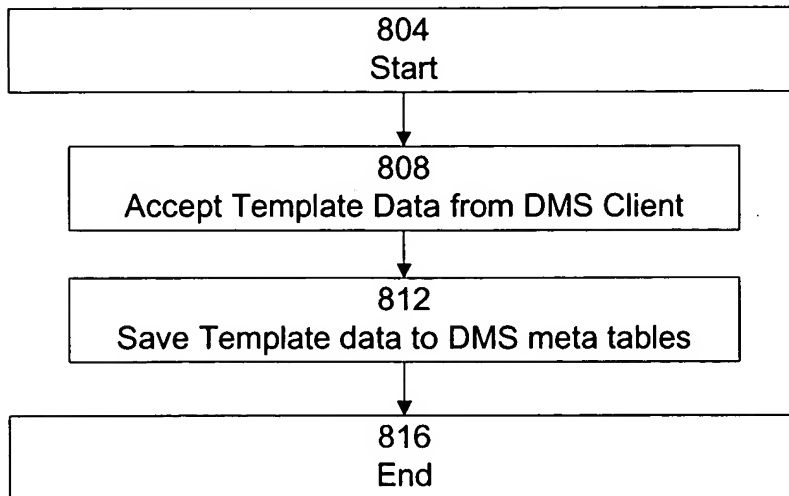 804
Start
808
Accept Template Data from DMS Client
812
Save Template data to DMS meta tables
816
End